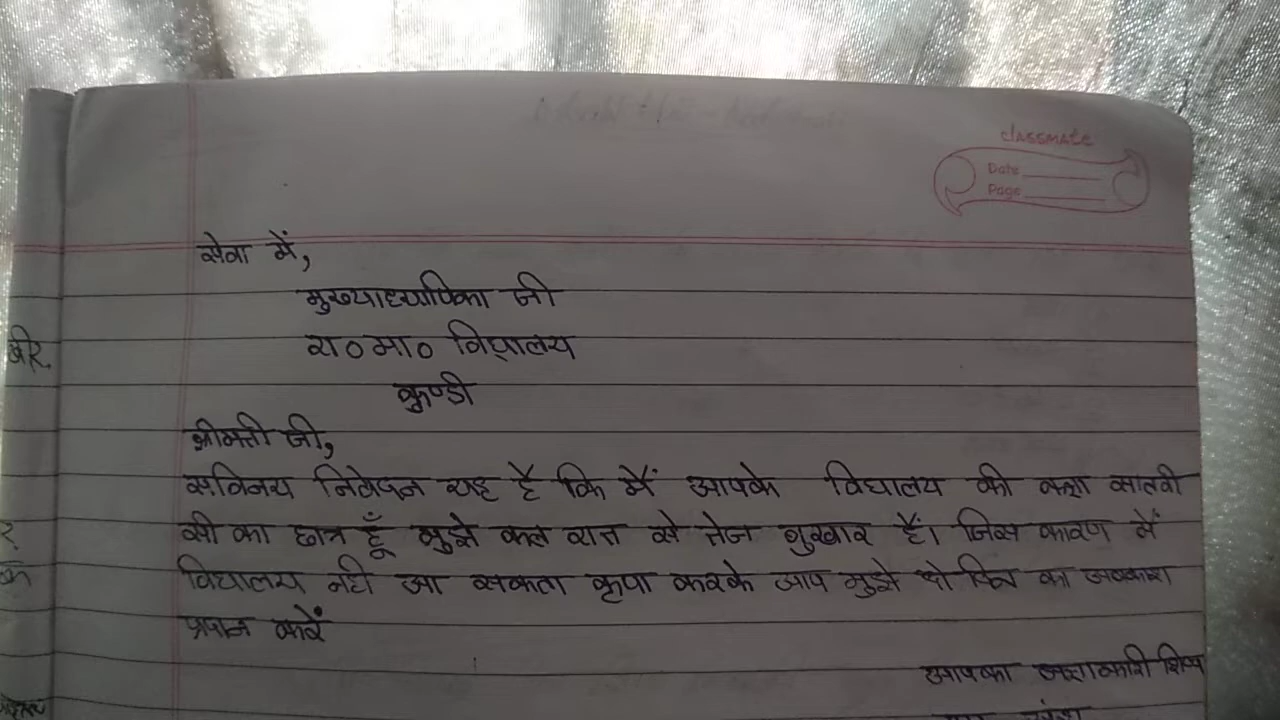 classmate
Date
Page
सेवा में,
मुख्याध्यापिका जी
रा०मा० विद्यालय
कुण्डी
श्रीमती जी,
सविनय निवेदन यह है कि मैं आपके विद्यालय की कक्षा सातवी
सी का छात्र हूँ मुझे कल रात से तेज बुखार हैं। जिस कारण में
विद्यालय नही आ सकता कृपा करके आप मुझे दो दिन का अवकाश
प्रदान करें
आपका आज्ञाकारी शिष्य